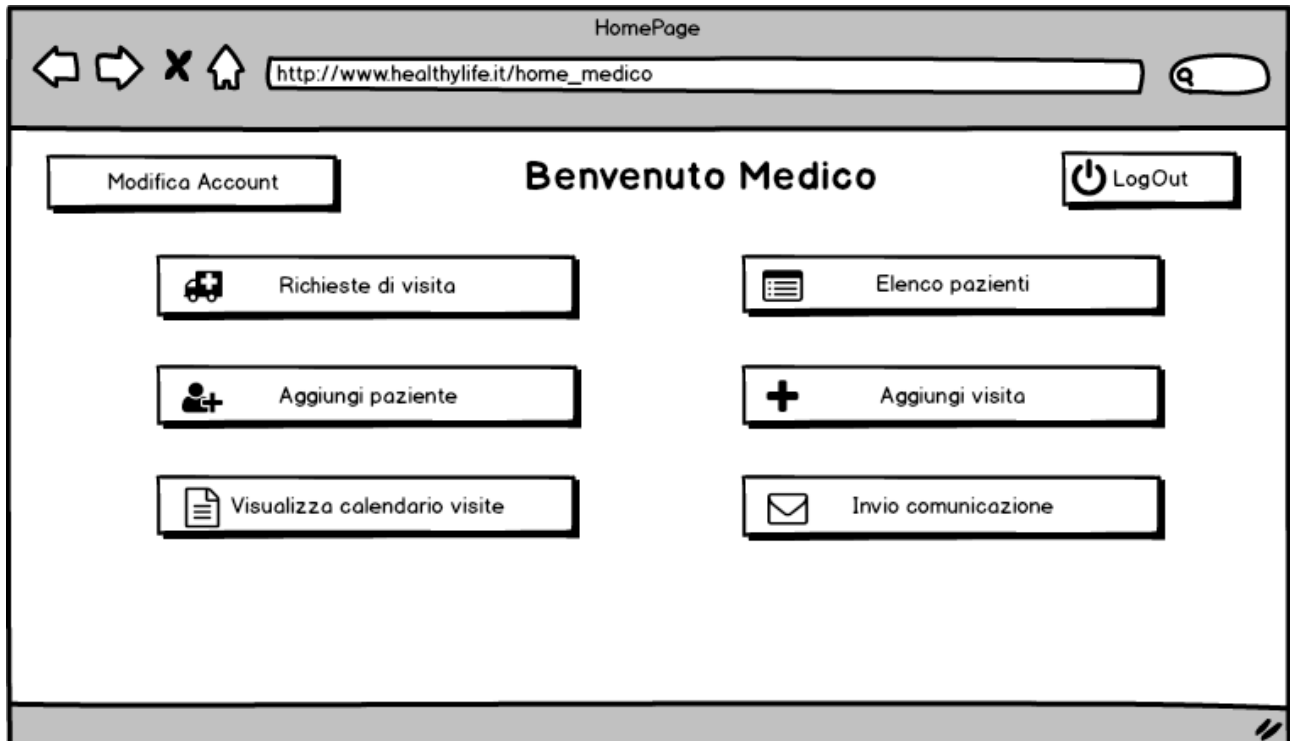 HomePage
http://www.healthylife.it/home_medico
Modifica Account
Benvenuto Medico
LogOut
Richieste di visita
Elenco pazienti
Aggiungi paziente
Aggiungi visita
Visualizza calendario visite
Invio comunicazione